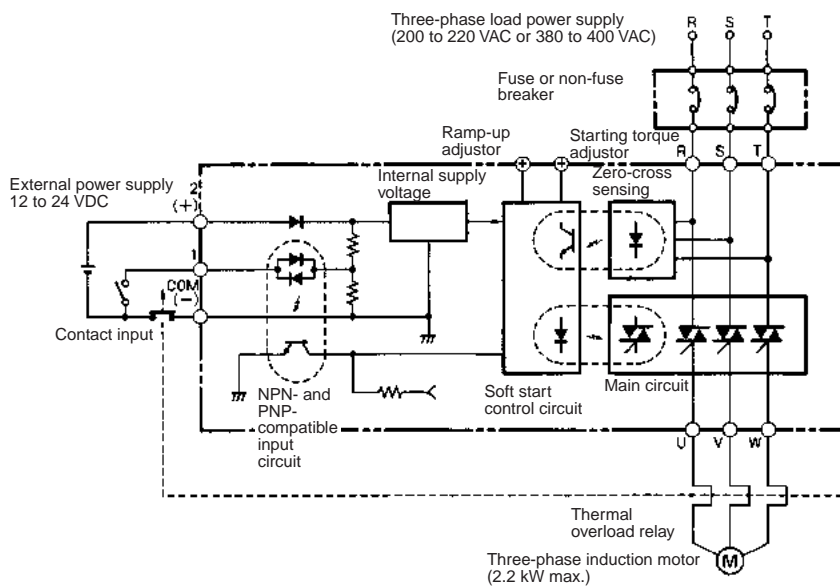 Three-phase load power supply
(200 to 220 VAC or 380 to 400 VAC)
R S T
Fuse or non-fuse
breaker
Ramp-up
adjustor
Starting torque
adjustor
R S T
External power supply
12 to 24 VDC
2
(+)
Internal supply
voltage
Zero-cross
sensing
1
COM
(−)
Contact input
NPN- and
PNP-
compatible
input
circuit
Soft start
control circuit
Main circuit
U V W
Thermal
overload relay
M
Three-phase induction motor
(2.2 kW max.)